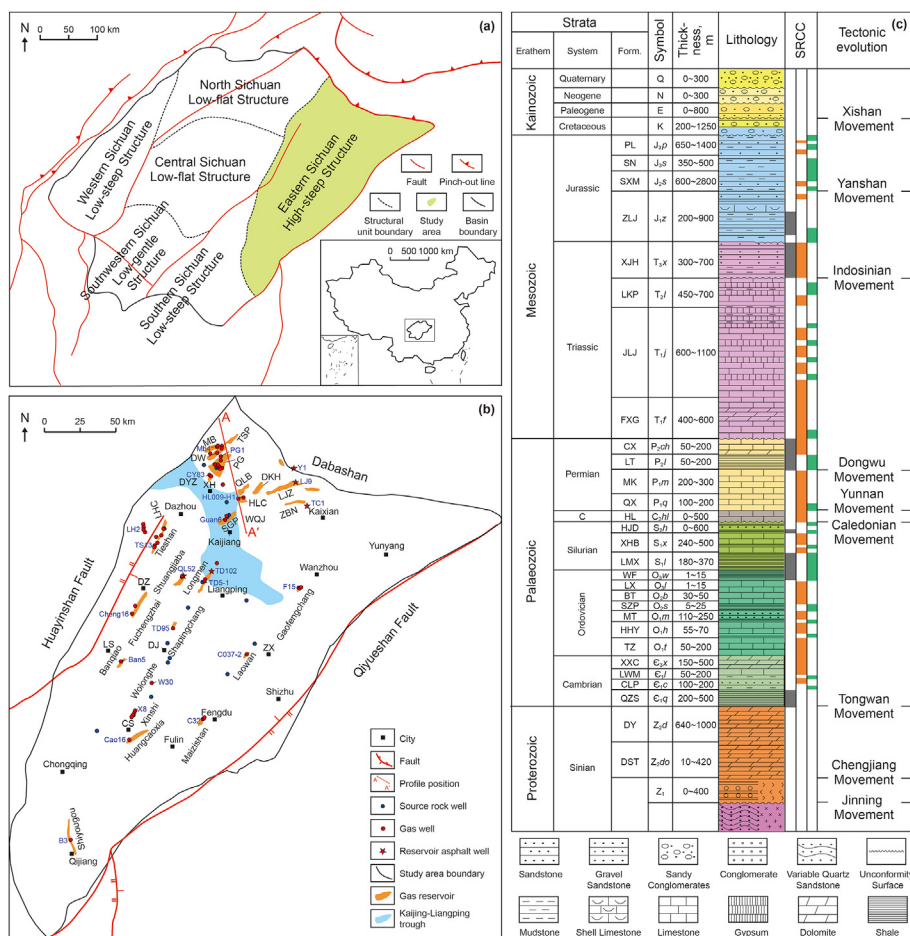 (a)
N
0 50 100 km
North Sichuan
Low-flat Structure
Western Sichuan
Low-steep Structure
Central Sichuan
Low-flat Structure
Eastern Sichuan
High-steep Structure
Southwestern Sichuan
Low-gentle
Structure
Southern Sichuan
Low-steep Structure
Fault
Pinch-out line
Structural
unit boundary
Study
area
Basin
boundary
0 500 1000 km
(b)
N
0 25 50 km
A
A'
MB
TSP
PG1
DW
PG
CY83
DYZ
XH
QLB
DKH
Y1
LJ9
LJZ
Dabashan
HL009-H1
HLC
ZBN
TC1
Kaixian
Guan6
SGP
WQJ
Kaijiang
LHC
Dazhou
LH2
TS13
Tieshan
Yunyang
QL52
Shuangjiaba
Longmen
TD102
TD5-1
Liangping
Wanzhou
F15
DZ
Cheng16
Fuchengzhai
Gaofengchang
Huayinshan Fault
Qiyueshan Fault
TD95
Shapingchang
LS
DJ
Banqiao
Ban5
C037-2
Laowan
ZX
Wolonghe
W30
Shizhu
X8
CS
Xinshi
C32
Fengdu
Cao16
Huangcaoxia
Maizishan
Fulin
Chongqing
B3
Shiyougou
Qijiang
City
Fault
A A' Profile position
Source rock well
Gas well
Reservoir asphalt well
Study area boundary
Gas reservoir
Kaijing-Liangping
trough
(c)
Strata
Erathem System Form. Symbol Thick-
ness,
m
Lithology SRCC Tectonic
evolution
Kainozoic
Quaternary Q 0~300
Neogene N 0~300
Paleogene E 0~800
Cretaceous K 200~1250
Xishan
Movement
Mesozoic
Jurassic
PL J₃p 650~1400
SN J₃s 350~500
SXM J₂s 600~2800
Yanshan
Movement
ZLJ J₁z 200~900
Triassic
XJH T₃x 300~700
Indosinian
Movement
LKP T₂l 450~700
JLJ T₁j 600~1100
FXG T₁f 400~600
Palaeozoic
Permian
CX P₂ch 50~200
LT P₂l 50~200
Dongwu
Movement
MK P₁m 200~300
QX P₁q 100~200
Yunnan
Movement
C HL C₂hl 0~500
Caledonian
Movement
Silurian
HJD S₂h 0~600
XHB S₁x 240~500
LMX S₁l 180~370
Ordovician
WF O₃w 1~15
LX O₃l 1~15
BT O₂b 30~50
SZP O₂s 5~25
MT O₁m 110~250
HHY O₁h 55~70
TZ O₁t 50~200
Cambrian
XXC Є₃x 150~500
LWM Є₁l 50~200
CLP Є₁c 100~200
QZS Є₁q 200~500
Tongwan
Movement
Proterozoic
Sinian
DY Z₂d 640~1000
DST Z₂do 10~420
Chengjiang
Movement
Z₁ 0~400
Jinning
Movement
Sandstone
Gravel
Sandstone
Sandy
Conglomerates
Conglomerate
Variable Quartz
Sandstone
Unconformity
Surface
Mudstone
Shell Limestone
Limestone
Gypsum
Dolomite
Shale